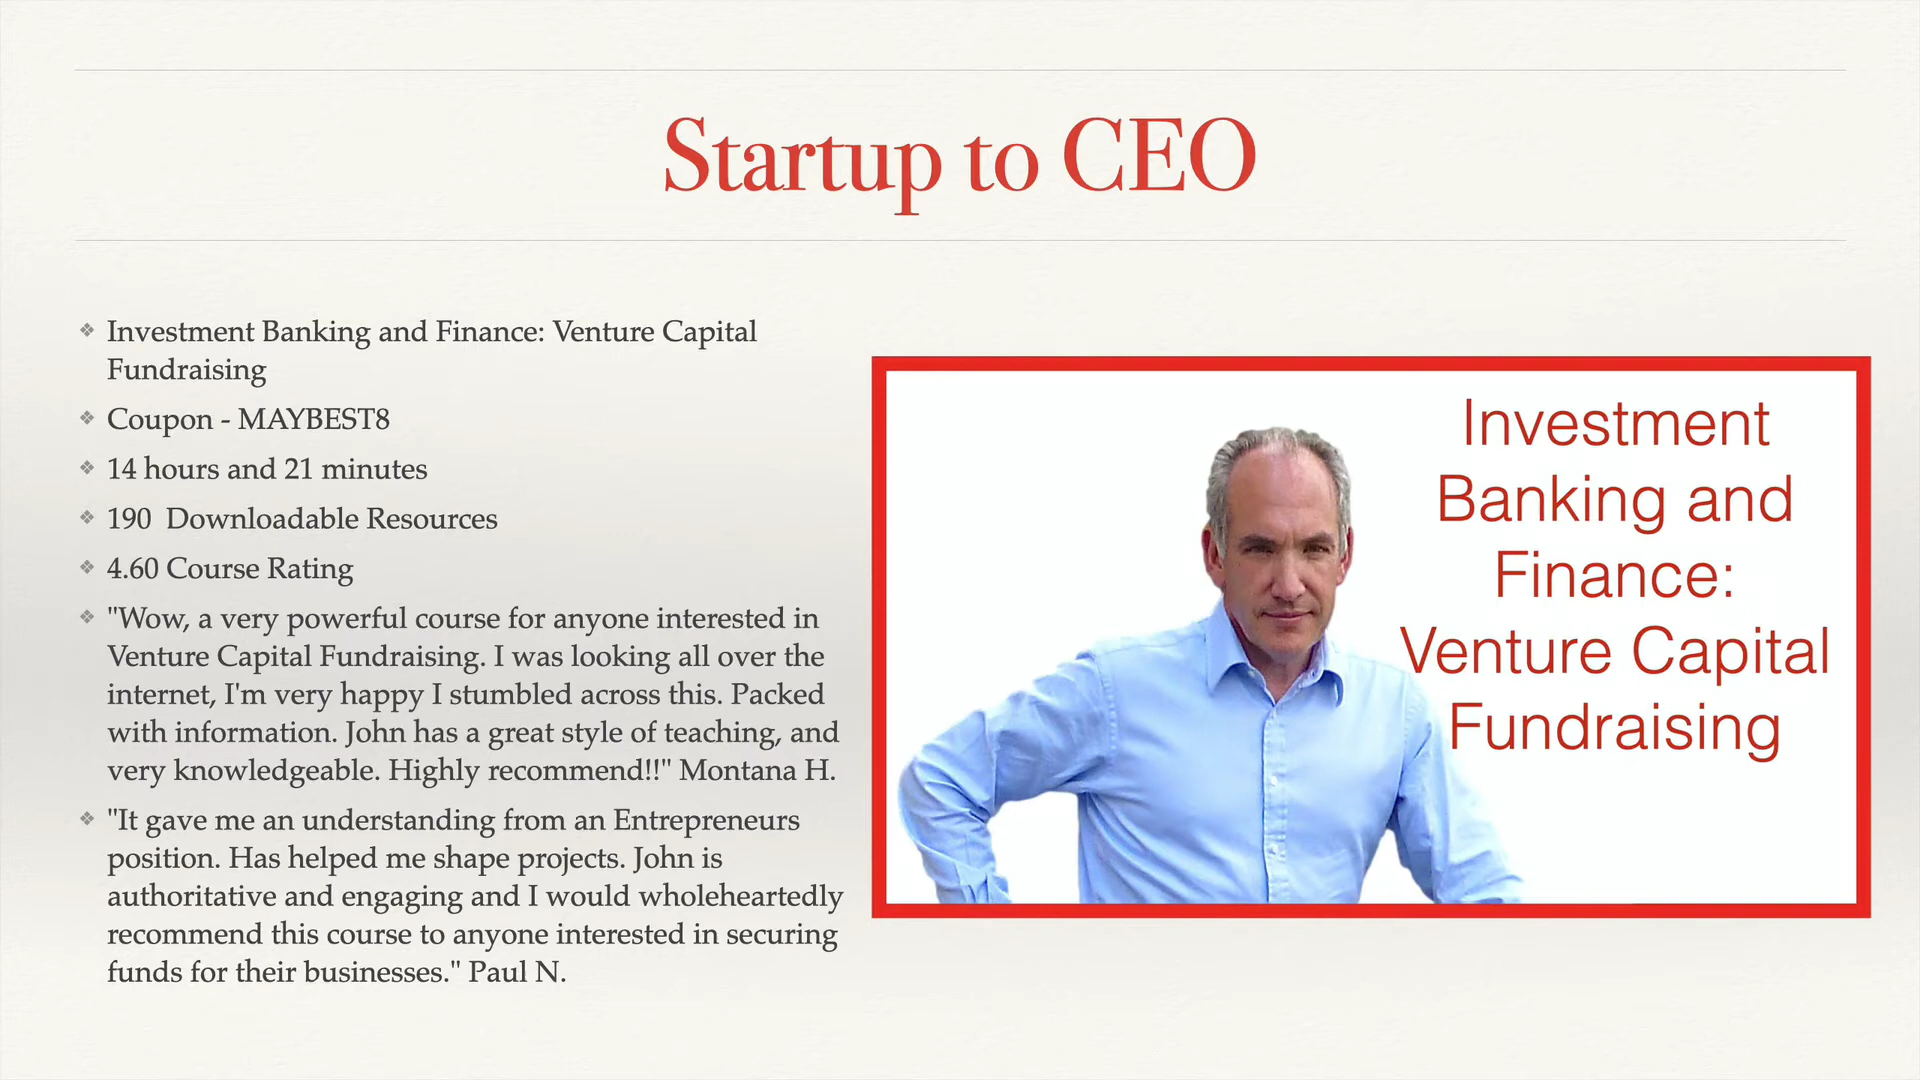 Startup to CEO
Investment Banking and Finance: Venture Capital
Fundraising
Coupon - MAYBEST8
14 hours and 21 minutes
190  Downloadable Resources
4.60 Course Rating
"Wow, a very powerful course for anyone interested in
Venture Capital Fundraising. I was looking all over the
internet, I'm very happy I stumbled across this. Packed
with information. John has a great style of teaching, and
very knowledgeable. Highly recommend!!" Montana H.
"It gave me an understanding from an Entrepreneurs
position. Has helped me shape projects. John is
authoritative and engaging and I would wholeheartedly
recommend this course to anyone interested in securing
funds for their businesses." Paul N.
Investment
Banking and
Finance:
Venture Capital
Fundraising